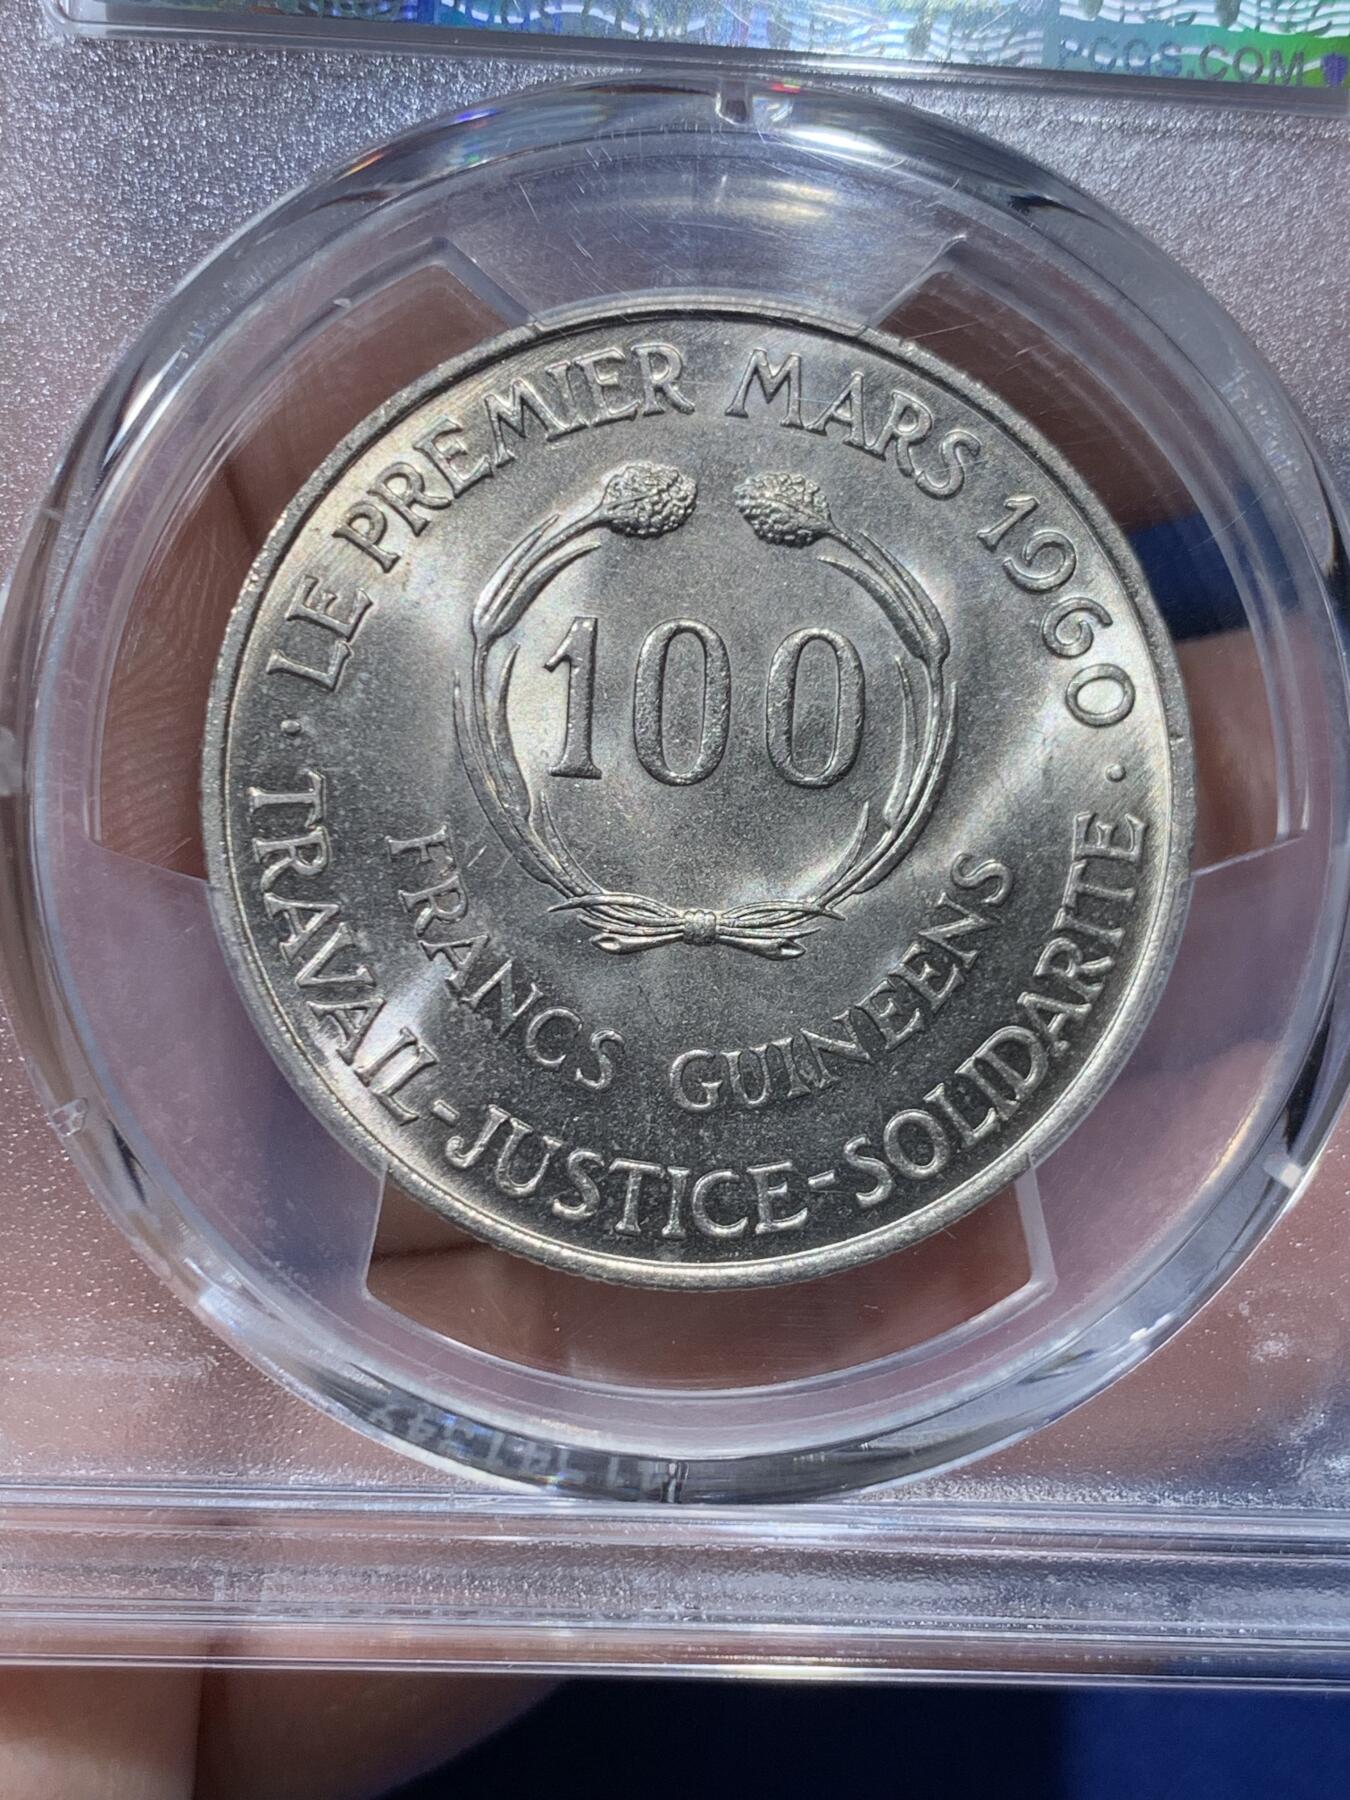 PCGS.COM
· LE PREMIER MARS 1960 ·
100
FRANCS GUINEENS
TRAVAIL-JUSTICE-SOLIDARITE